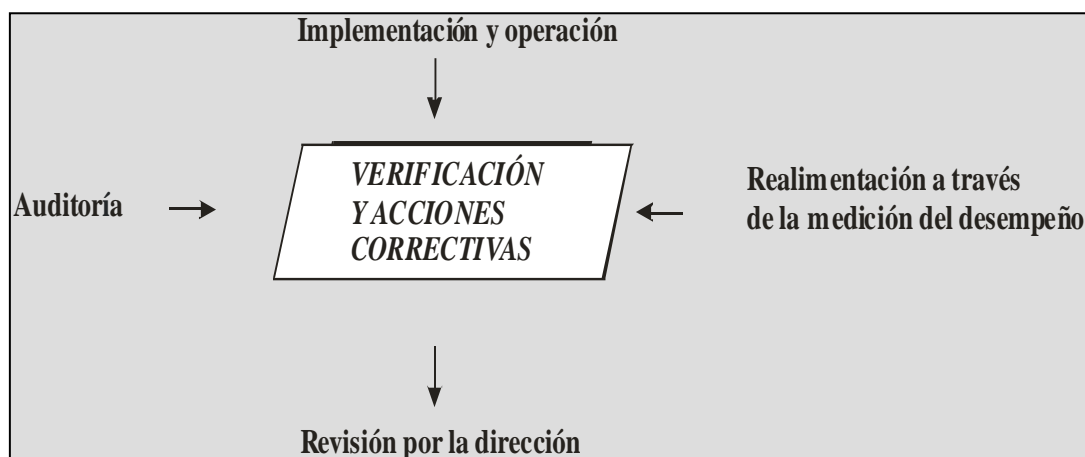 Implementación y operación
VERIFICACIÓN
Y ACCIONES
CORRECTIVAS
Auditoría
Realimentación a través
de la medición del desempeño
Revisión por la dirección